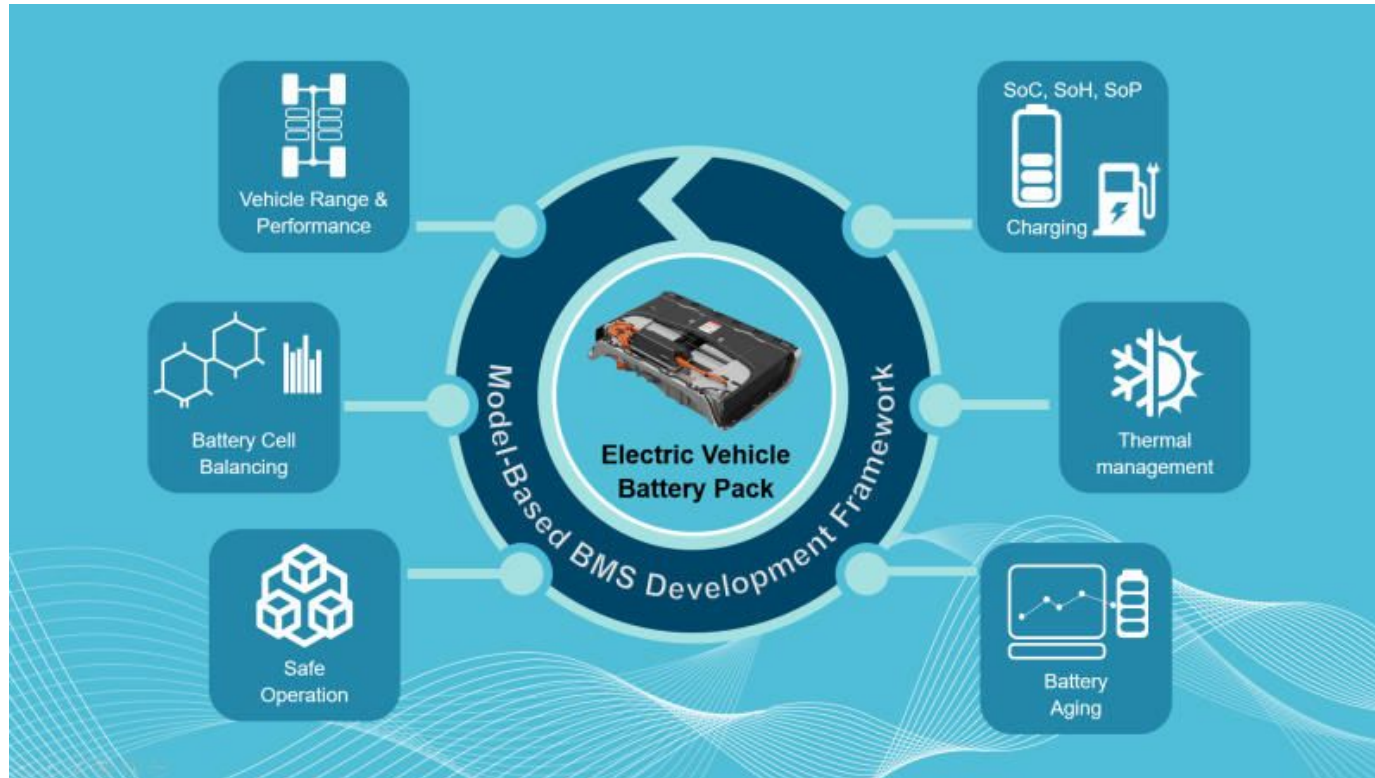 Vehicle Range &
Performance
SoC, SoH, SoP
Charging
Battery Cell
Balancing
Electric Vehicle
Battery Pack
Thermal
management
Model-Based BMS Development Framework
Safe
Operation
Battery
Aging